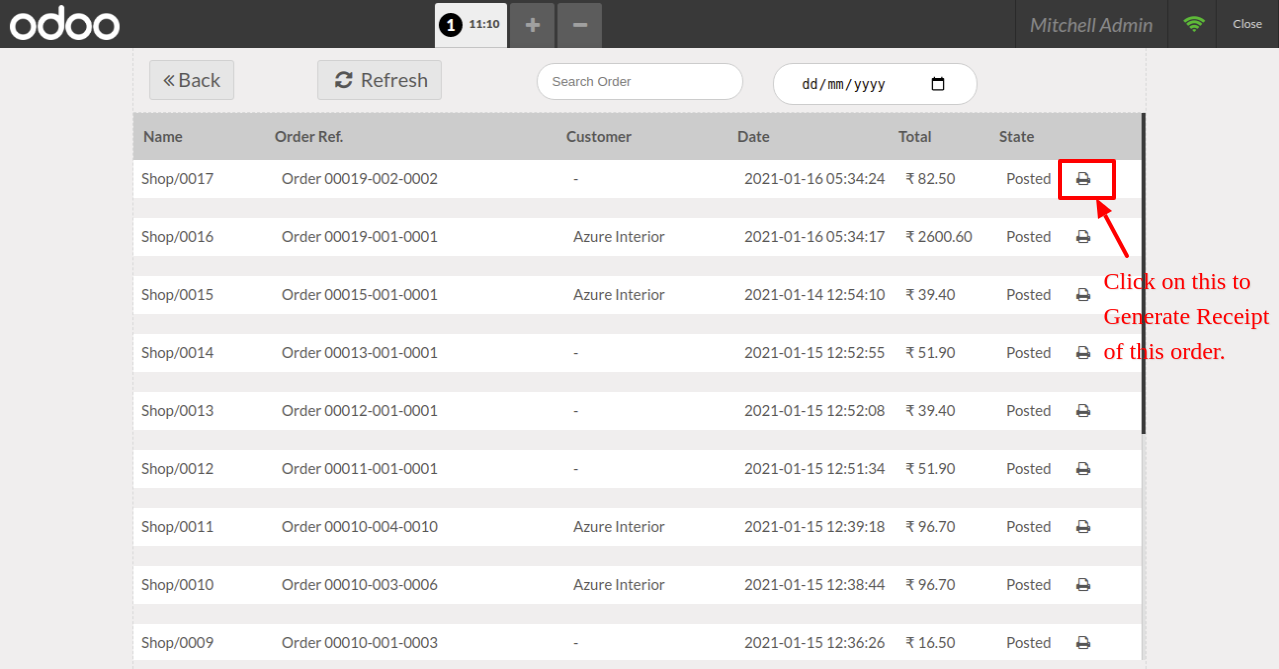 odoo 1 11:10 + − Mitchell Admin Close
« Back Refresh Search Order dd/mm/yyyy
Name Order Ref. Customer Date Total State
Shop/0017 Order 00019-002-0002 - 2021-01-16 05:34:24 ₹ 82.50 Posted
Shop/0016 Order 00019-001-0001 Azure Interior 2021-01-16 05:34:17 ₹ 2600.60 Posted
Shop/0015 Order 00015-001-0001 Azure Interior 2021-01-14 12:54:10 ₹ 39.40 Posted
Click on this to
Generate Receipt
of this order.
Shop/0014 Order 00013-001-0001 - 2021-01-15 12:52:55 ₹ 51.90 Posted
Shop/0013 Order 00012-001-0001 - 2021-01-15 12:52:08 ₹ 39.40 Posted
Shop/0012 Order 00011-001-0001 - 2021-01-15 12:51:34 ₹ 51.90 Posted
Shop/0011 Order 00010-004-0010 Azure Interior 2021-01-15 12:39:18 ₹ 96.70 Posted
Shop/0010 Order 00010-003-0006 Azure Interior 2021-01-15 12:38:44 ₹ 96.70 Posted
Shop/0009 Order 00010-001-0003 - 2021-01-15 12:36:26 ₹ 16.50 Posted